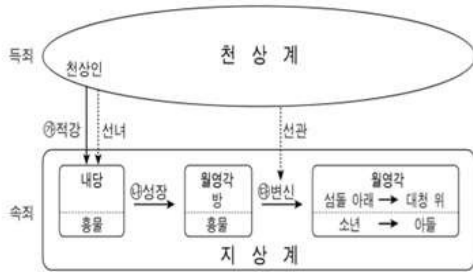 득죄
천상계
천상인
㉮적강
선녀
선관
속죄
내당
흉물
㉯성장
월영각
방
흉물
㉰변신
월영각
섬돌 아래 → 대청 위
소년 → 아들
지상계